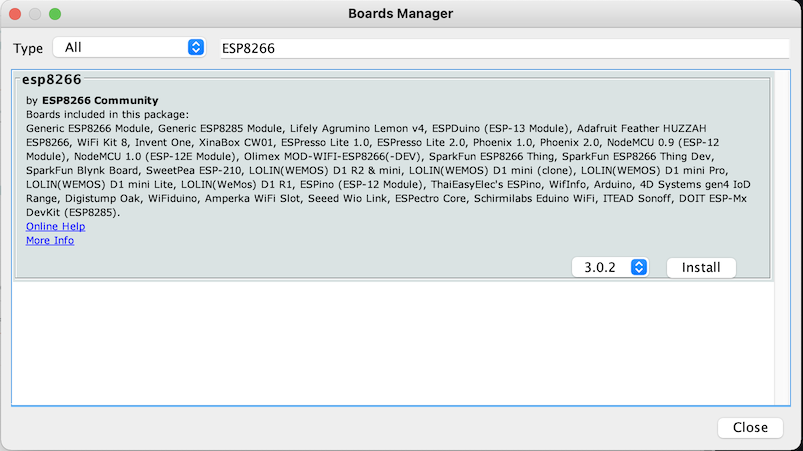 Boards Manager
Type All ESP8266
esp8266
by ESP8266 Community
Boards included in this package:
Generic ESP8266 Module, Generic ESP8285 Module, Lifely Agrumino Lemon v4, ESPDuino (ESP-13 Module), Adafruit Feather HUZZAH
ESP8266, WiFi Kit 8, Invent One, XinaBox CW01, ESPresso Lite 1.0, ESPresso Lite 2.0, Phoenix 1.0, Phoenix 2.0, NodeMCU 0.9 (ESP-12
Module), NodeMCU 1.0 (ESP-12E Module), Olimex MOD-WIFI-ESP8266(-DEV), SparkFun ESP8266 Thing, SparkFun ESP8266 Thing Dev,
SparkFun Blynk Board, SweetPea ESP-210, LOLIN(WEMOS) D1 R2 & mini, LOLIN(WEMOS) D1 mini (clone), LOLIN(WEMOS) D1 mini Pro,
LOLIN(WEMOS) D1 mini Lite, LOLIN(WeMos) D1 R1, ESPino (ESP-12 Module), ThaiEasyElec's ESPino, WifInfo, Arduino, 4D Systems gen4 IoD
Range, Digistump Oak, WiFiduino, Amperka WiFi Slot, Seeed Wio Link, ESPectro Core, Schirmilabs Eduino WiFi, ITEAD Sonoff, DOIT ESP-Mx
DevKit (ESP8285).
Online Help
More Info
3.0.2 Install
Close